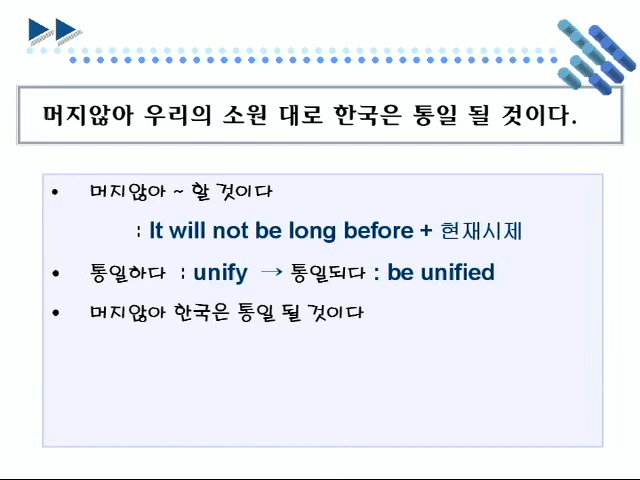 머지않아 우리의 소원 대로 한국은 통일 될 것이다.
• 머지않아 ~ 할 것이다
: It will not be long before + 현재시제
• 통일하다 : unify → 통일되다 : be unified
• 머지않아 한국은 통일 될 것이다